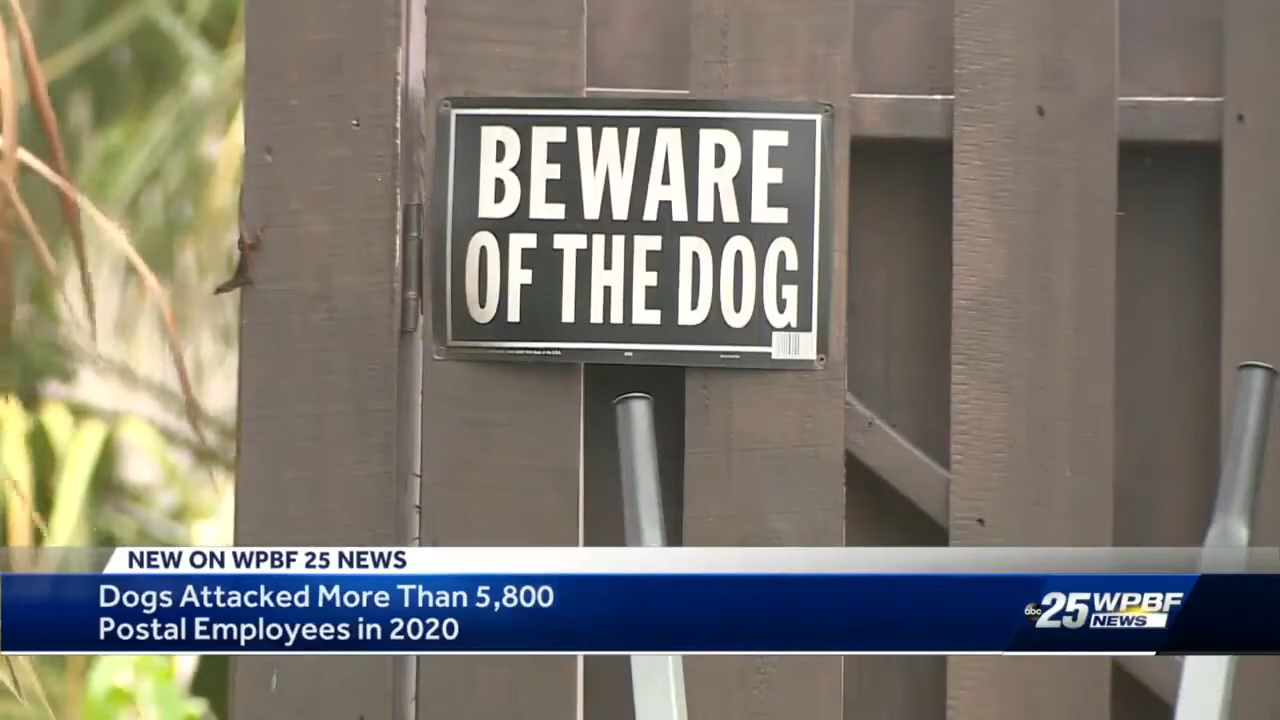 BEWARE
OF THE DOG
NEW ON WPBF 25 NEWS
Dogs Attacked More Than 5,800
Postal Employees in 2020
abc 25 WPBF
NEWS